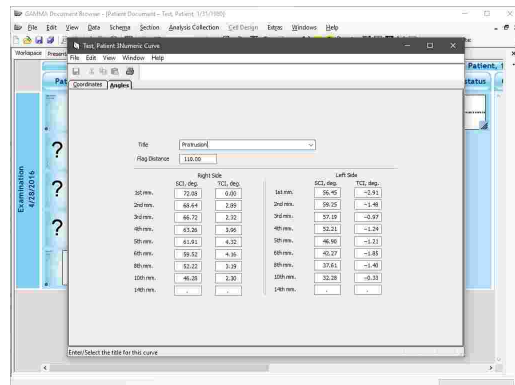 GAMMA Document Browser - [Patient Document - Test, Patient, 1/31/1980]
File Edit View Data Schema Section Analysis Collection Cell Design Extras Windows Help
Workspace Presenta
Test, Patient 3Numeric Curve
File Edit View Window Help
Coordinates Angles
Patient, 1
Pat
status
Examination
4/28/2016
?
?
?
Title Protrusion
Flag Distance 110.00
Right Side Left Side
SCI, deg. TCI, deg. SCI, deg. TCI, deg.
1st mm. 72.08 0.00 1st mm. 56.45 -2.91
2nd mm. 68.64 2.89 2nd mm. 59.25 -1.48
3rd mm. 66.72 2.32 3rd mm. 57.19 -0.97
4th mm. 63.26 3.96 4th mm. 52.21 -1.24
5th mm. 61.91 4.32 5th mm. 46.90 -1.21
6th mm. 59.52 4.16 6th mm. 42.27 -1.85
8th mm. 52.22 3.19 8th mm. 37.61 -1.40
10th mm. 46.28 2.30 10th mm. 32.28 -0.33
14th mm. . . 14th mm. . .
Enter/Select the title for this curve